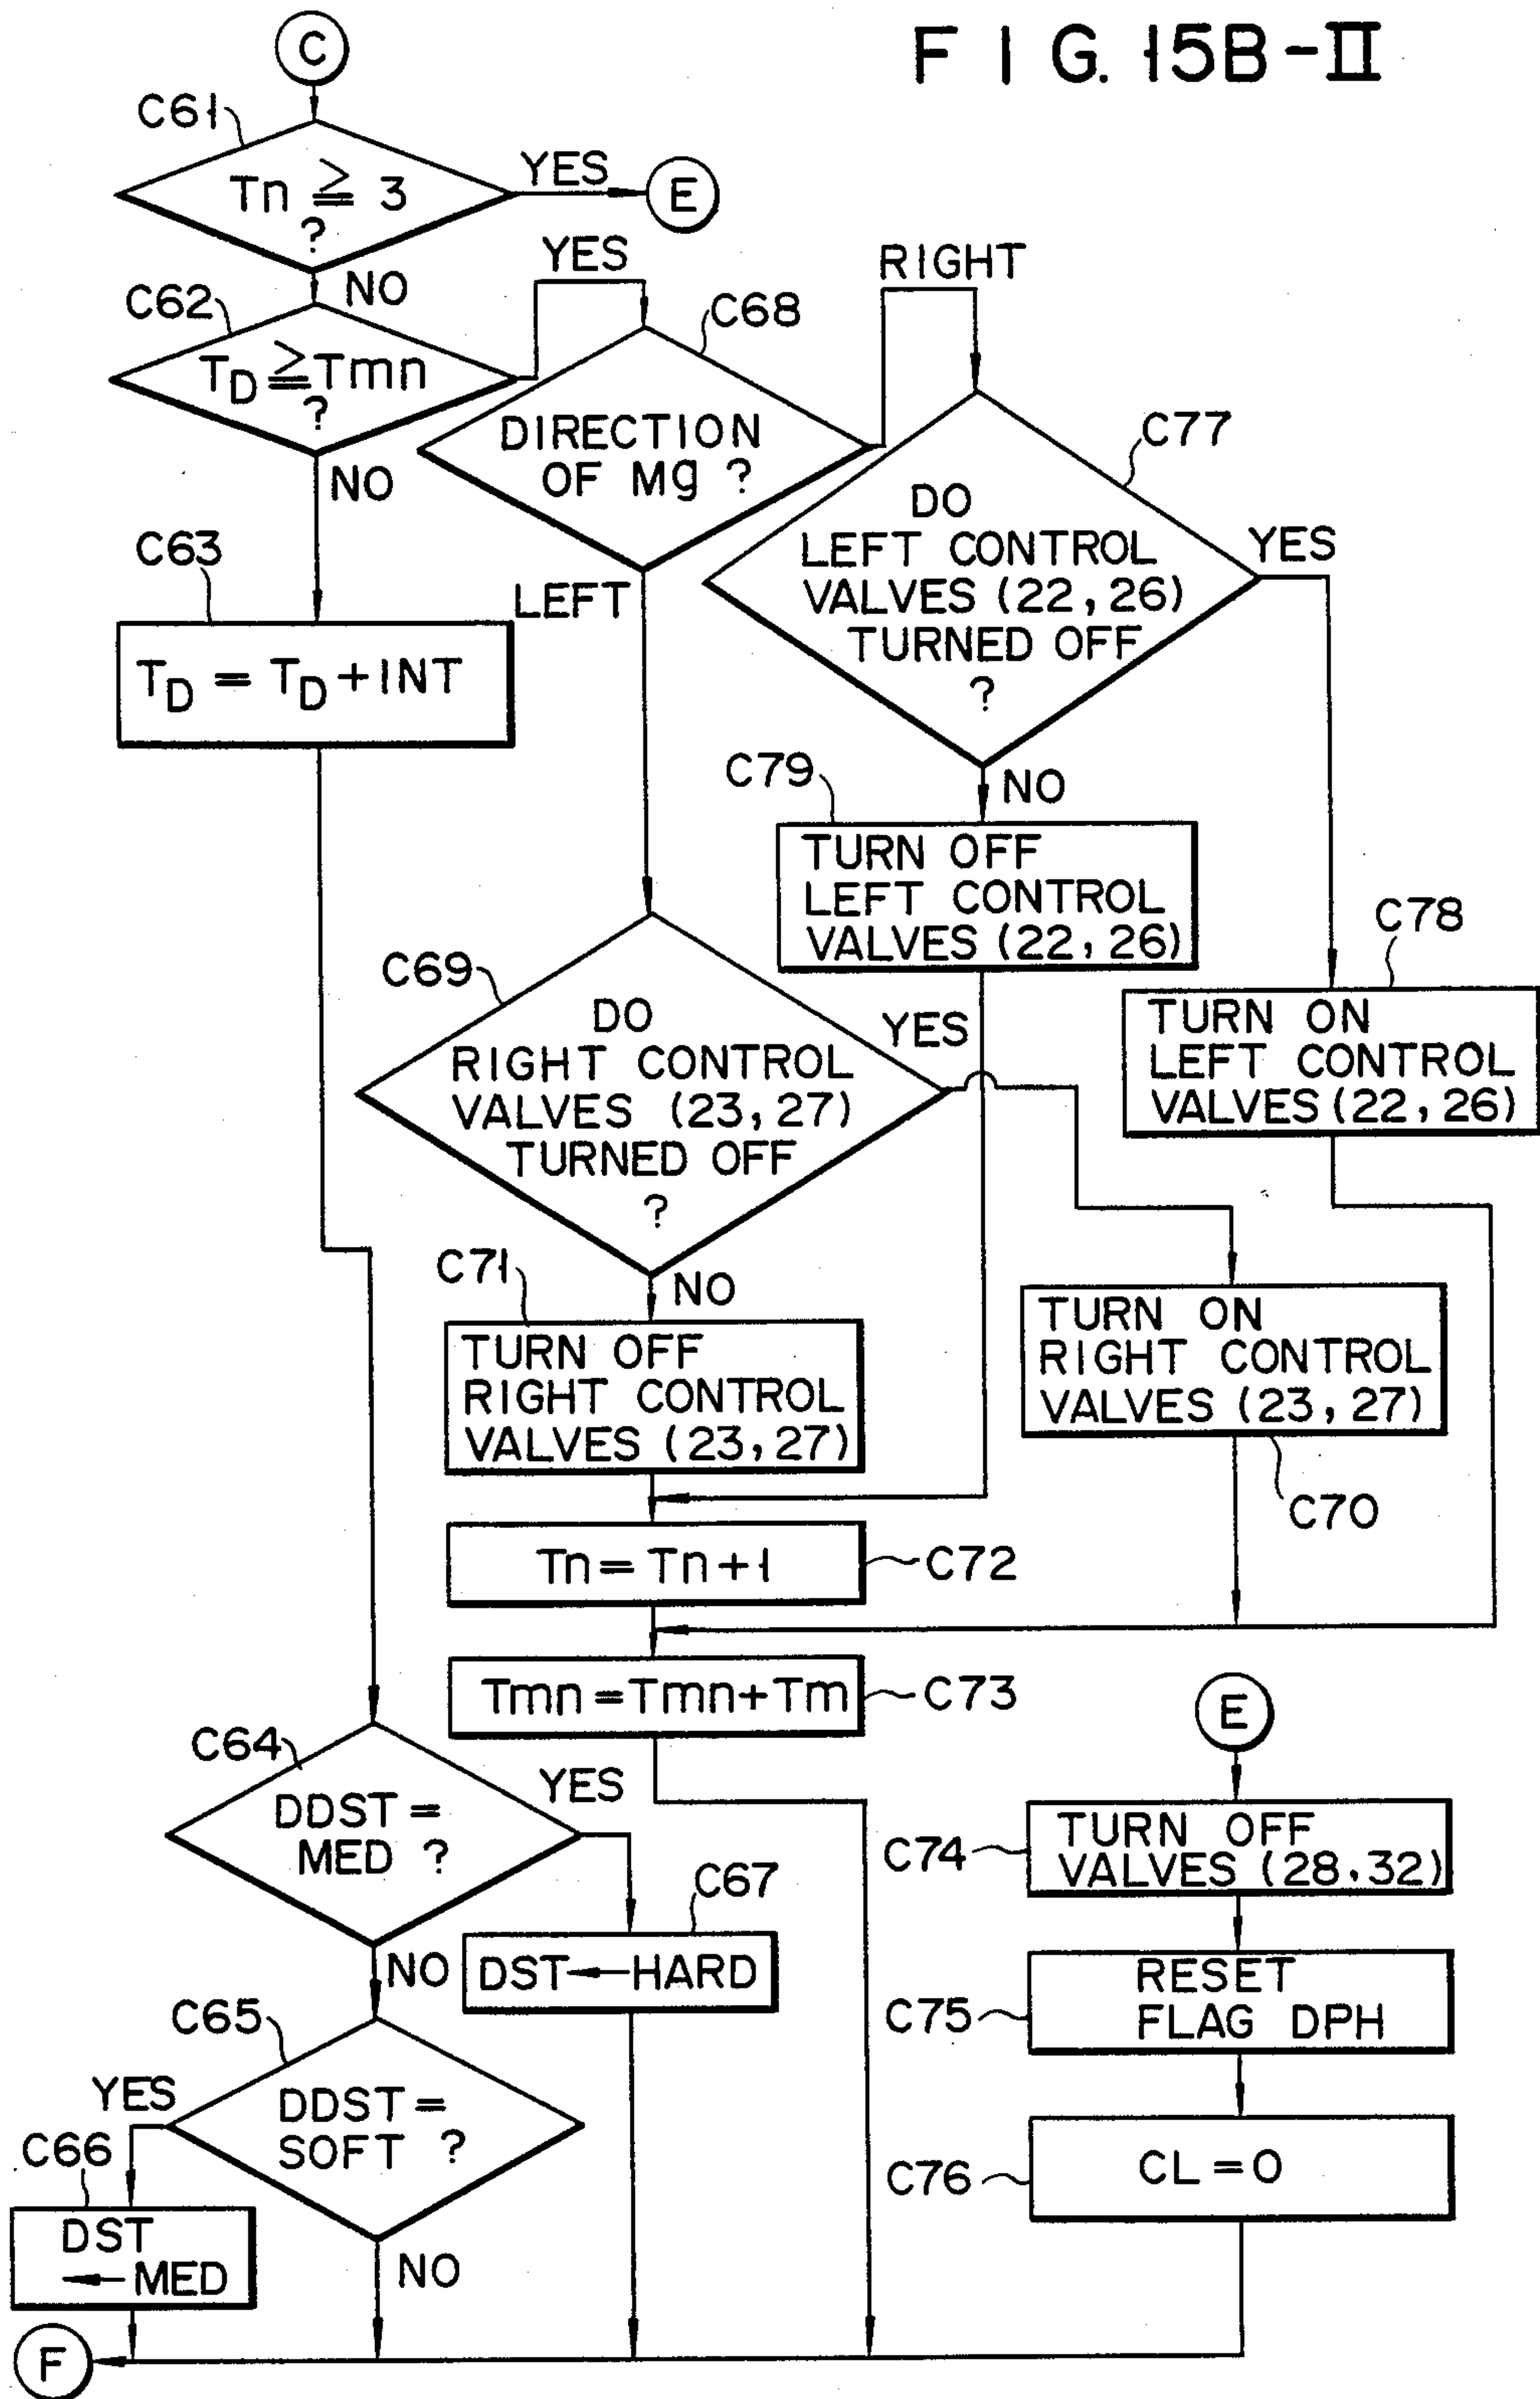 FIG. 15B-II
C
C61
Tn ≧ 3
?
YES
E
NO
C62
TD ≧ Tmn
?
YES
NO
C68
DIRECTION
OF Mg ?
RIGHT
LEFT
C77
DO
LEFT CONTROL
VALVES (22, 26)
TURNED OFF
?
YES
NO
C63
TD = TD + INT
C79
TURN OFF
LEFT CONTROL
VALVES (22, 26)
C78
TURN ON
LEFT CONTROL
VALVES (22, 26)
C69
DO
RIGHT CONTROL
VALVES (23, 27)
TURNED OFF
?
YES
NO
C71
TURN OFF
RIGHT CONTROL
VALVES (23, 27)
TURN ON
RIGHT CONTROL
VALVES (23, 27)
C70
Tn = Tn + 1
C72
Tmn = Tmn + Tm
C73
E
C64
DDST =
MED ?
YES
NO
C74
TURN OFF
VALVES (28, 32)
C67
DST ← HARD
C75
RESET
FLAG DPH
C65
DDST =
SOFT ?
YES
NO
C66
DST
← MED
C76
CL = 0
F